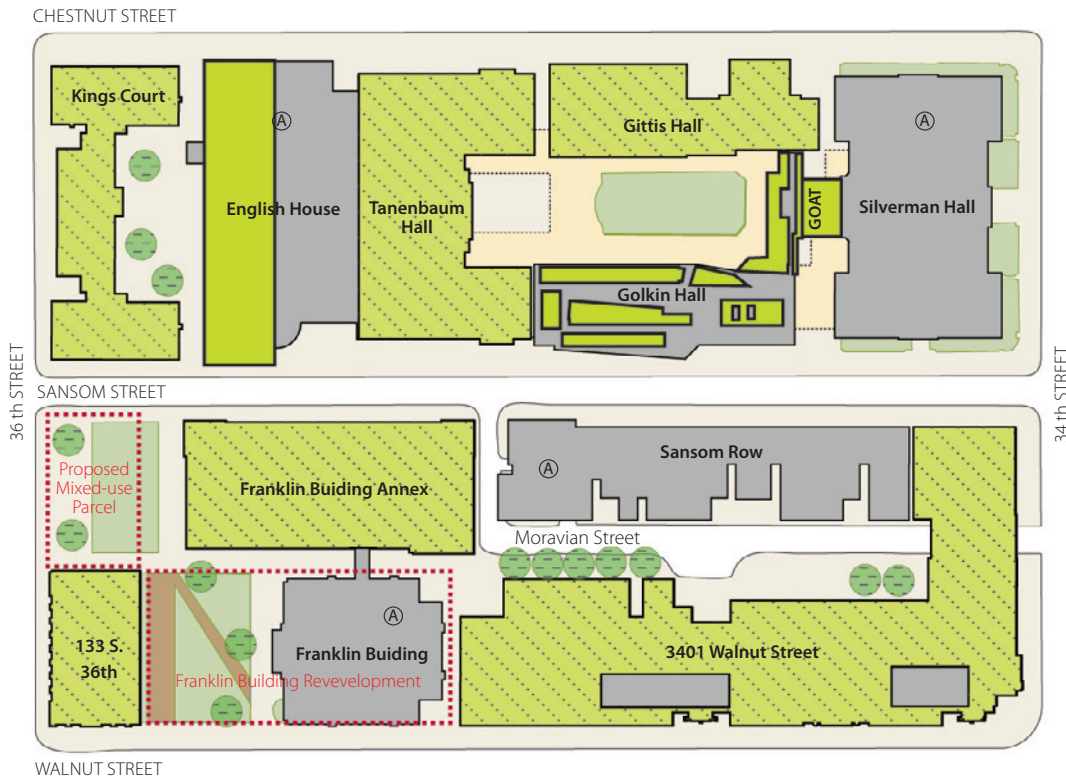 CHESTNUT STREET
Kings Court
Ⓐ
Gittis Hall
Ⓐ
English House
Tanenbaum
Hall
GOAT
Silverman Hall
Golkin Hall
36 th STREET
34 th STREET
SANSOM STREET
Proposed
Mixed-use
Parcel
Franklin Buiding Annex
Ⓐ
Sansom Row
Moravian Street
133 S.
36th
Ⓐ
Franklin Buiding
Franklin Building Revevelopment
3401 Walnut Street
WALNUT STREET